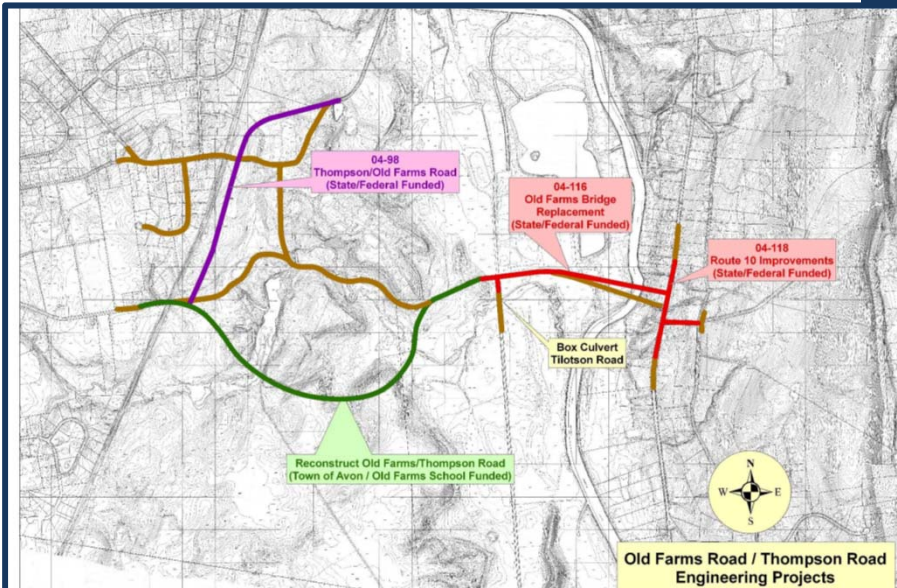 04-98
Thompson/Old Farms Road
(State/Federal Funded)
04-116
Old Farms Bridge
Replacement
(State/Federal Funded)
04-118
Route 10 Improvements
(State/Federal Funded)
Box Culvert
Tilotson Road
Reconstruct Old Farms/Thompson Road
(Town of Avon / Old Farms School Funded)
N
W
E
S
Old Farms Road / Thompson Road
Engineering Projects